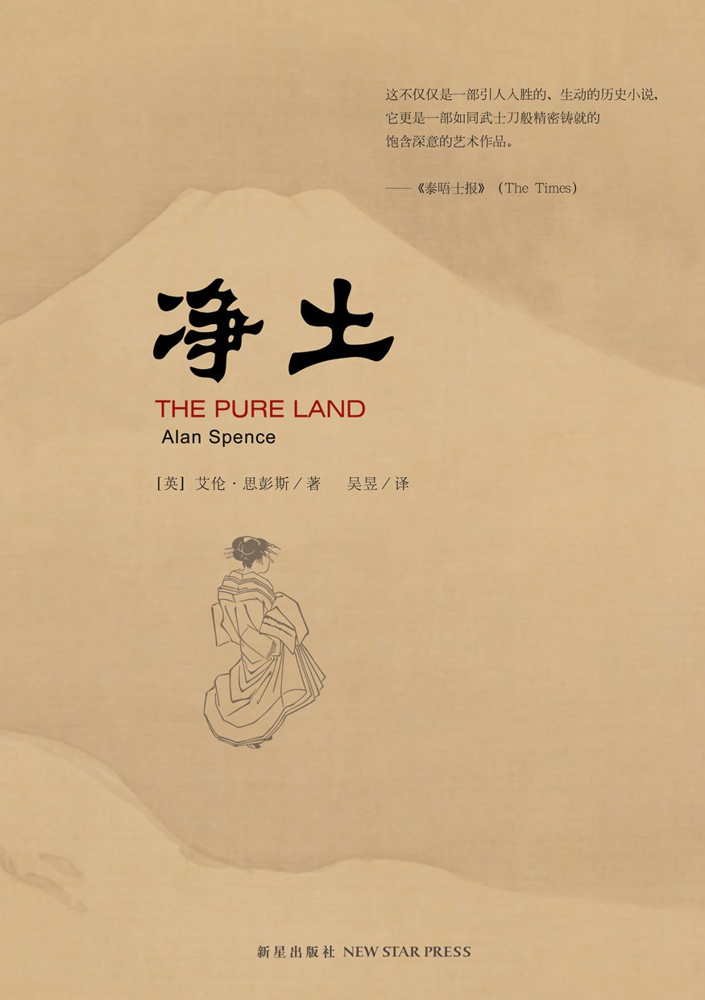 这不仅仅是一部引人入胜的、生动的历史小说，
它更是一部如同武士刀般精密铸就的
饱含深意的艺术作品。
——《泰晤士报》（The Times）
净土
THE PURE LAND
Alan Spence
［英］艾伦·思彭斯／著 吴昱／译
新星出版社 NEW STAR PRESS